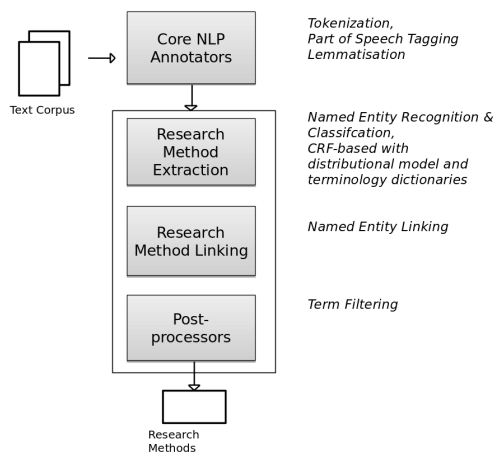 Core NLP
Annotators
Tokenization,
Part of Speech Tagging
Lemmatisation
Text Corpus
Research
Method
Extraction
Named Entity Recognition &
Classifcation,
CRF-based with
distributional model and
terminology dictionaries
Research
Method Linking
Named Entity Linking
Post-
processors
Term Filtering
Research
Methods